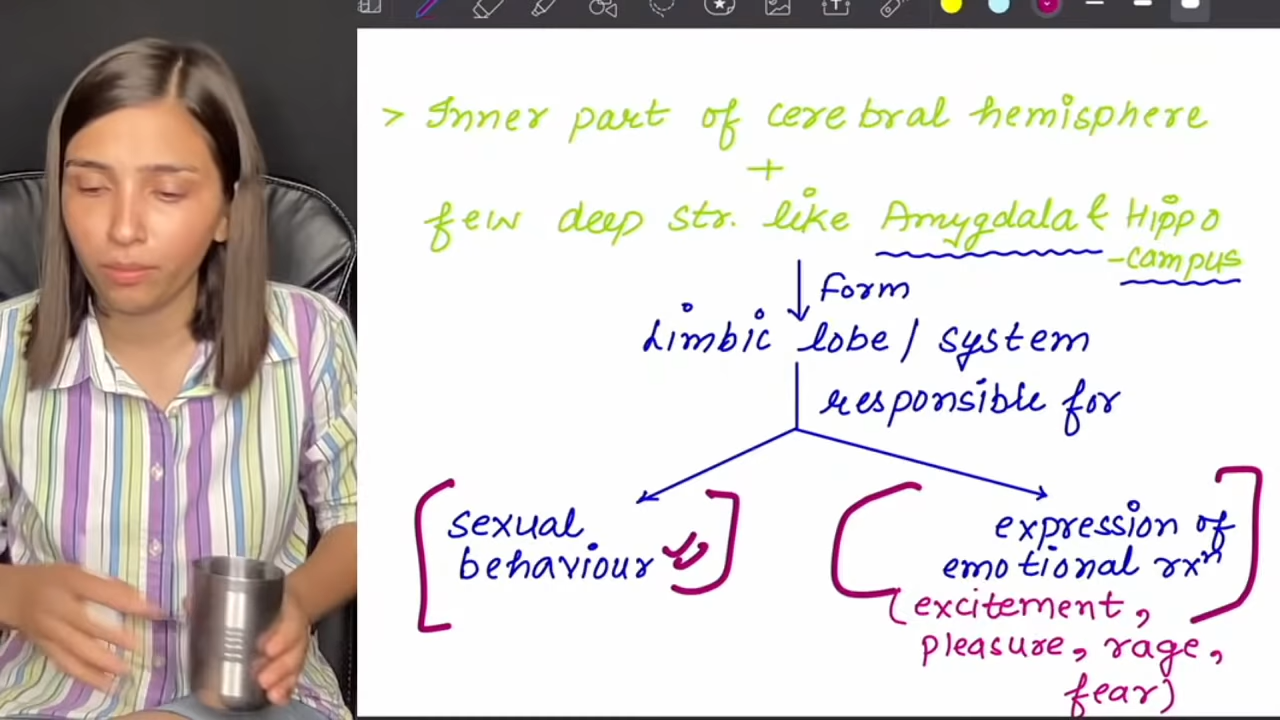 > Inner part of cerebral hemisphere
+
few deep str. like Amygdala & Hippo
-campus
Form
Limbic lobe / system
responsible for
sexual
behaviour
expression of
emotional rxⁿ
(excitement,
pleasure, rage,
fear)